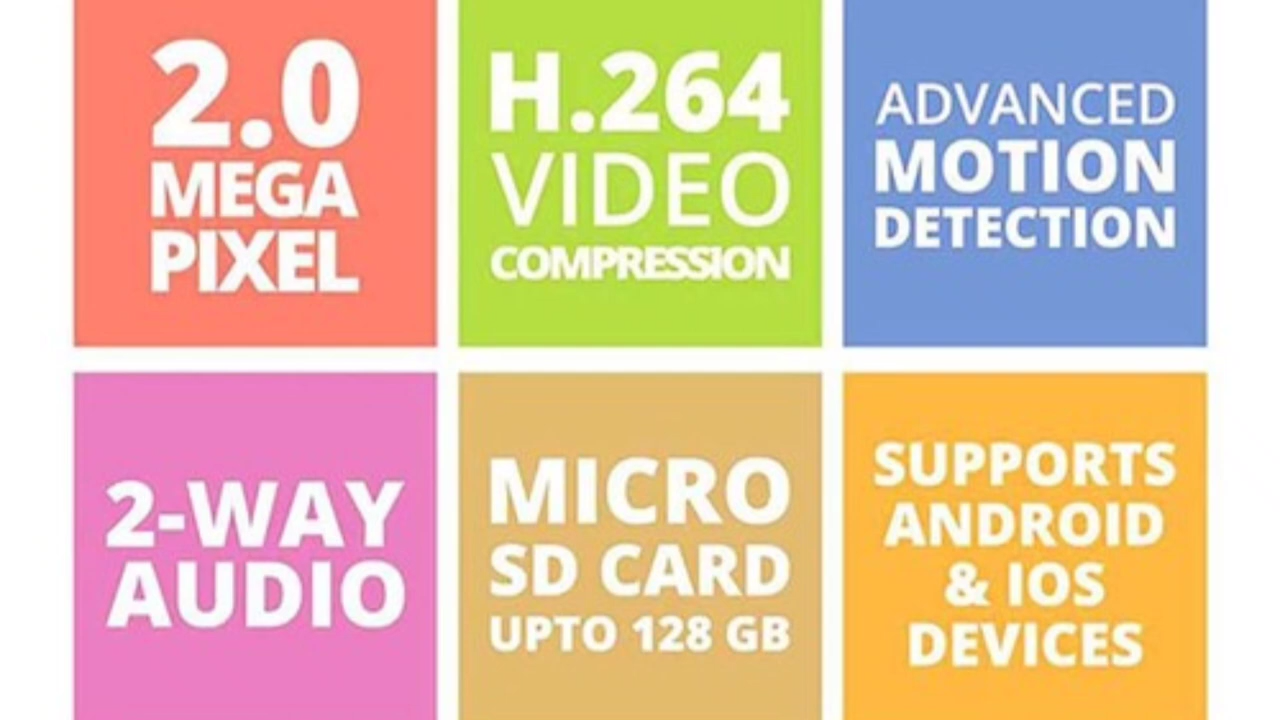 2.0
MEGA
PIXEL
H.264
VIDEO
COMPRESSION
ADVANCED
MOTION
DETECTION
2-WAY
AUDIO
MICRO
SD CARD
UPTO 128 GB
SUPPORTS
ANDROID
& IOS
DEVICES